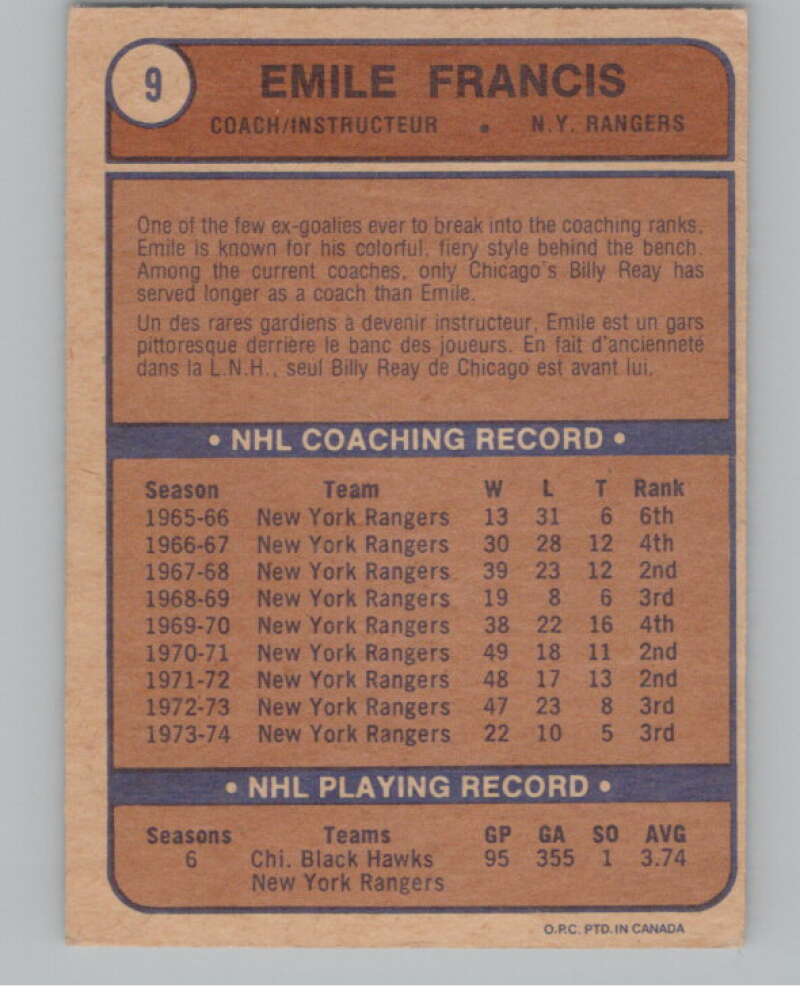 9
EMILE FRANCIS
COACH/INSTRUCTEUR • N.Y. RANGERS
One of the few ex-goalies ever to break into the coaching ranks,
Emile is known for his colorful, fiery style behind the bench.
Among the current coaches, only Chicago's Billy Reay has
served longer as a coach than Emile.
Un des rares gardiens à devenir instructeur, Emile est un gars
pittoresque derrière le banc des joueurs. En fait d'ancienneté
dans la L.N.H., seul Billy Reay de Chicago est avant lui.
• NHL COACHING RECORD •
Season Team W L T Rank
1965-66 New York Rangers 13 31 6 6th
1966-67 New York Rangers 30 28 12 4th
1967-68 New York Rangers 39 23 12 2nd
1968-69 New York Rangers 19 8 6 3rd
1969-70 New York Rangers 38 22 16 4th
1970-71 New York Rangers 49 18 11 2nd
1971-72 New York Rangers 48 17 13 2nd
1972-73 New York Rangers 47 23 8 3rd
1973-74 New York Rangers 22 10 5 3rd
• NHL PLAYING RECORD •
Seasons Teams GP GA SO AVG
6 Chi. Black Hawks 95 355 1 3.74
New York Rangers
O.P.C. PTD. IN CANADA